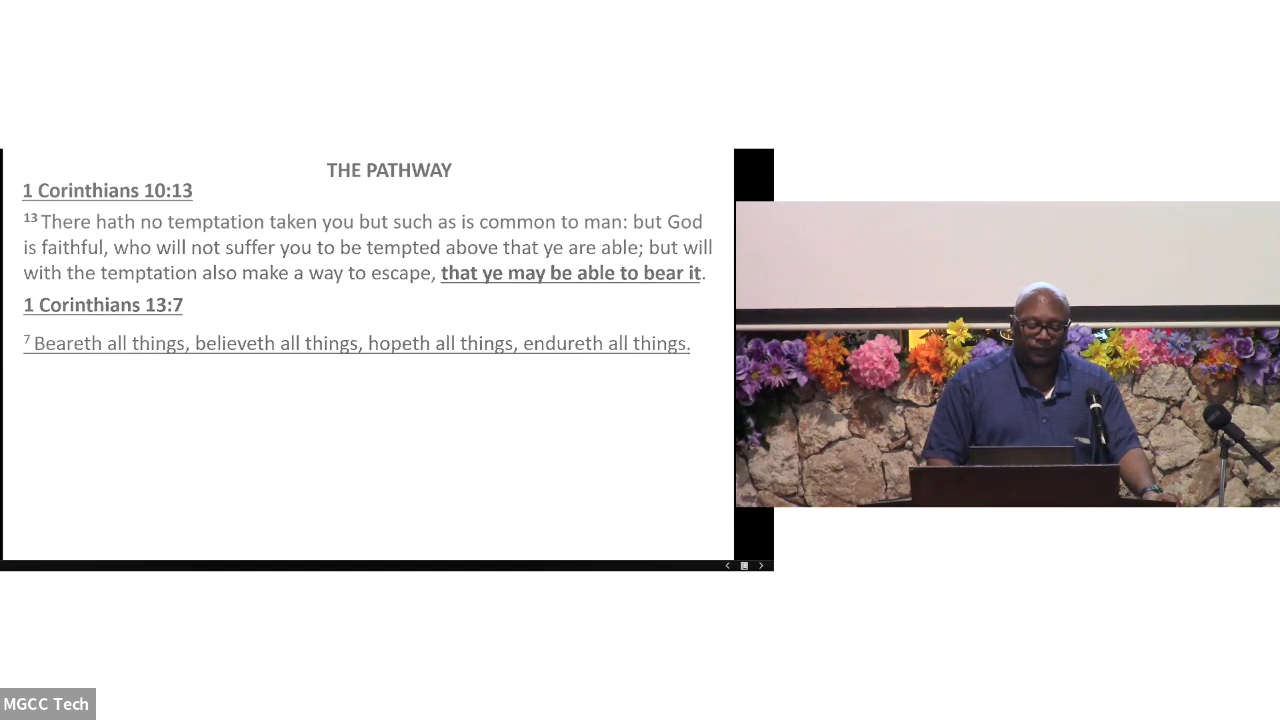 THE PATHWAY
1 Corinthians 10:13
13 There hath no temptation taken you but such as is common to man: but God
is faithful, who will not suffer you to be tempted above that ye are able; but will
with the temptation also make a way to escape, that ye may be able to bear it.
1 Corinthians 13:7
7 Beareth all things, believeth all things, hopeth all things, endureth all things.
MGCC Tech